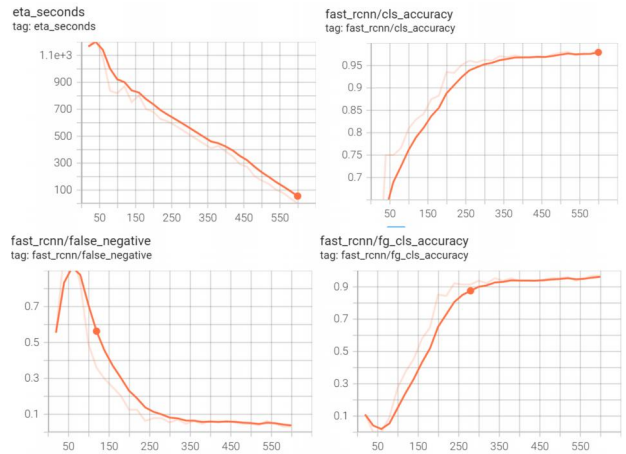 eta_seconds
tag: eta_seconds
1.1e+3
900
700
500
300
100
50 150 250 350 450 550
fast_rcnn/cls_accuracy
tag: fast_rcnn/cls_accuracy
0.95
0.9
0.85
0.8
0.75
0.7
50 150 250 350 450 550
fast_rcnn/false_negative
tag: fast_rcnn/false_negative
0.7
0.5
0.3
0.1
50 150 250 350 450 550
fast_rcnn/fg_cls_accuracy
tag: fast_rcnn/fg_cls_accuracy
0.9
0.7
0.5
0.3
0.1
50 150 250 350 450 550